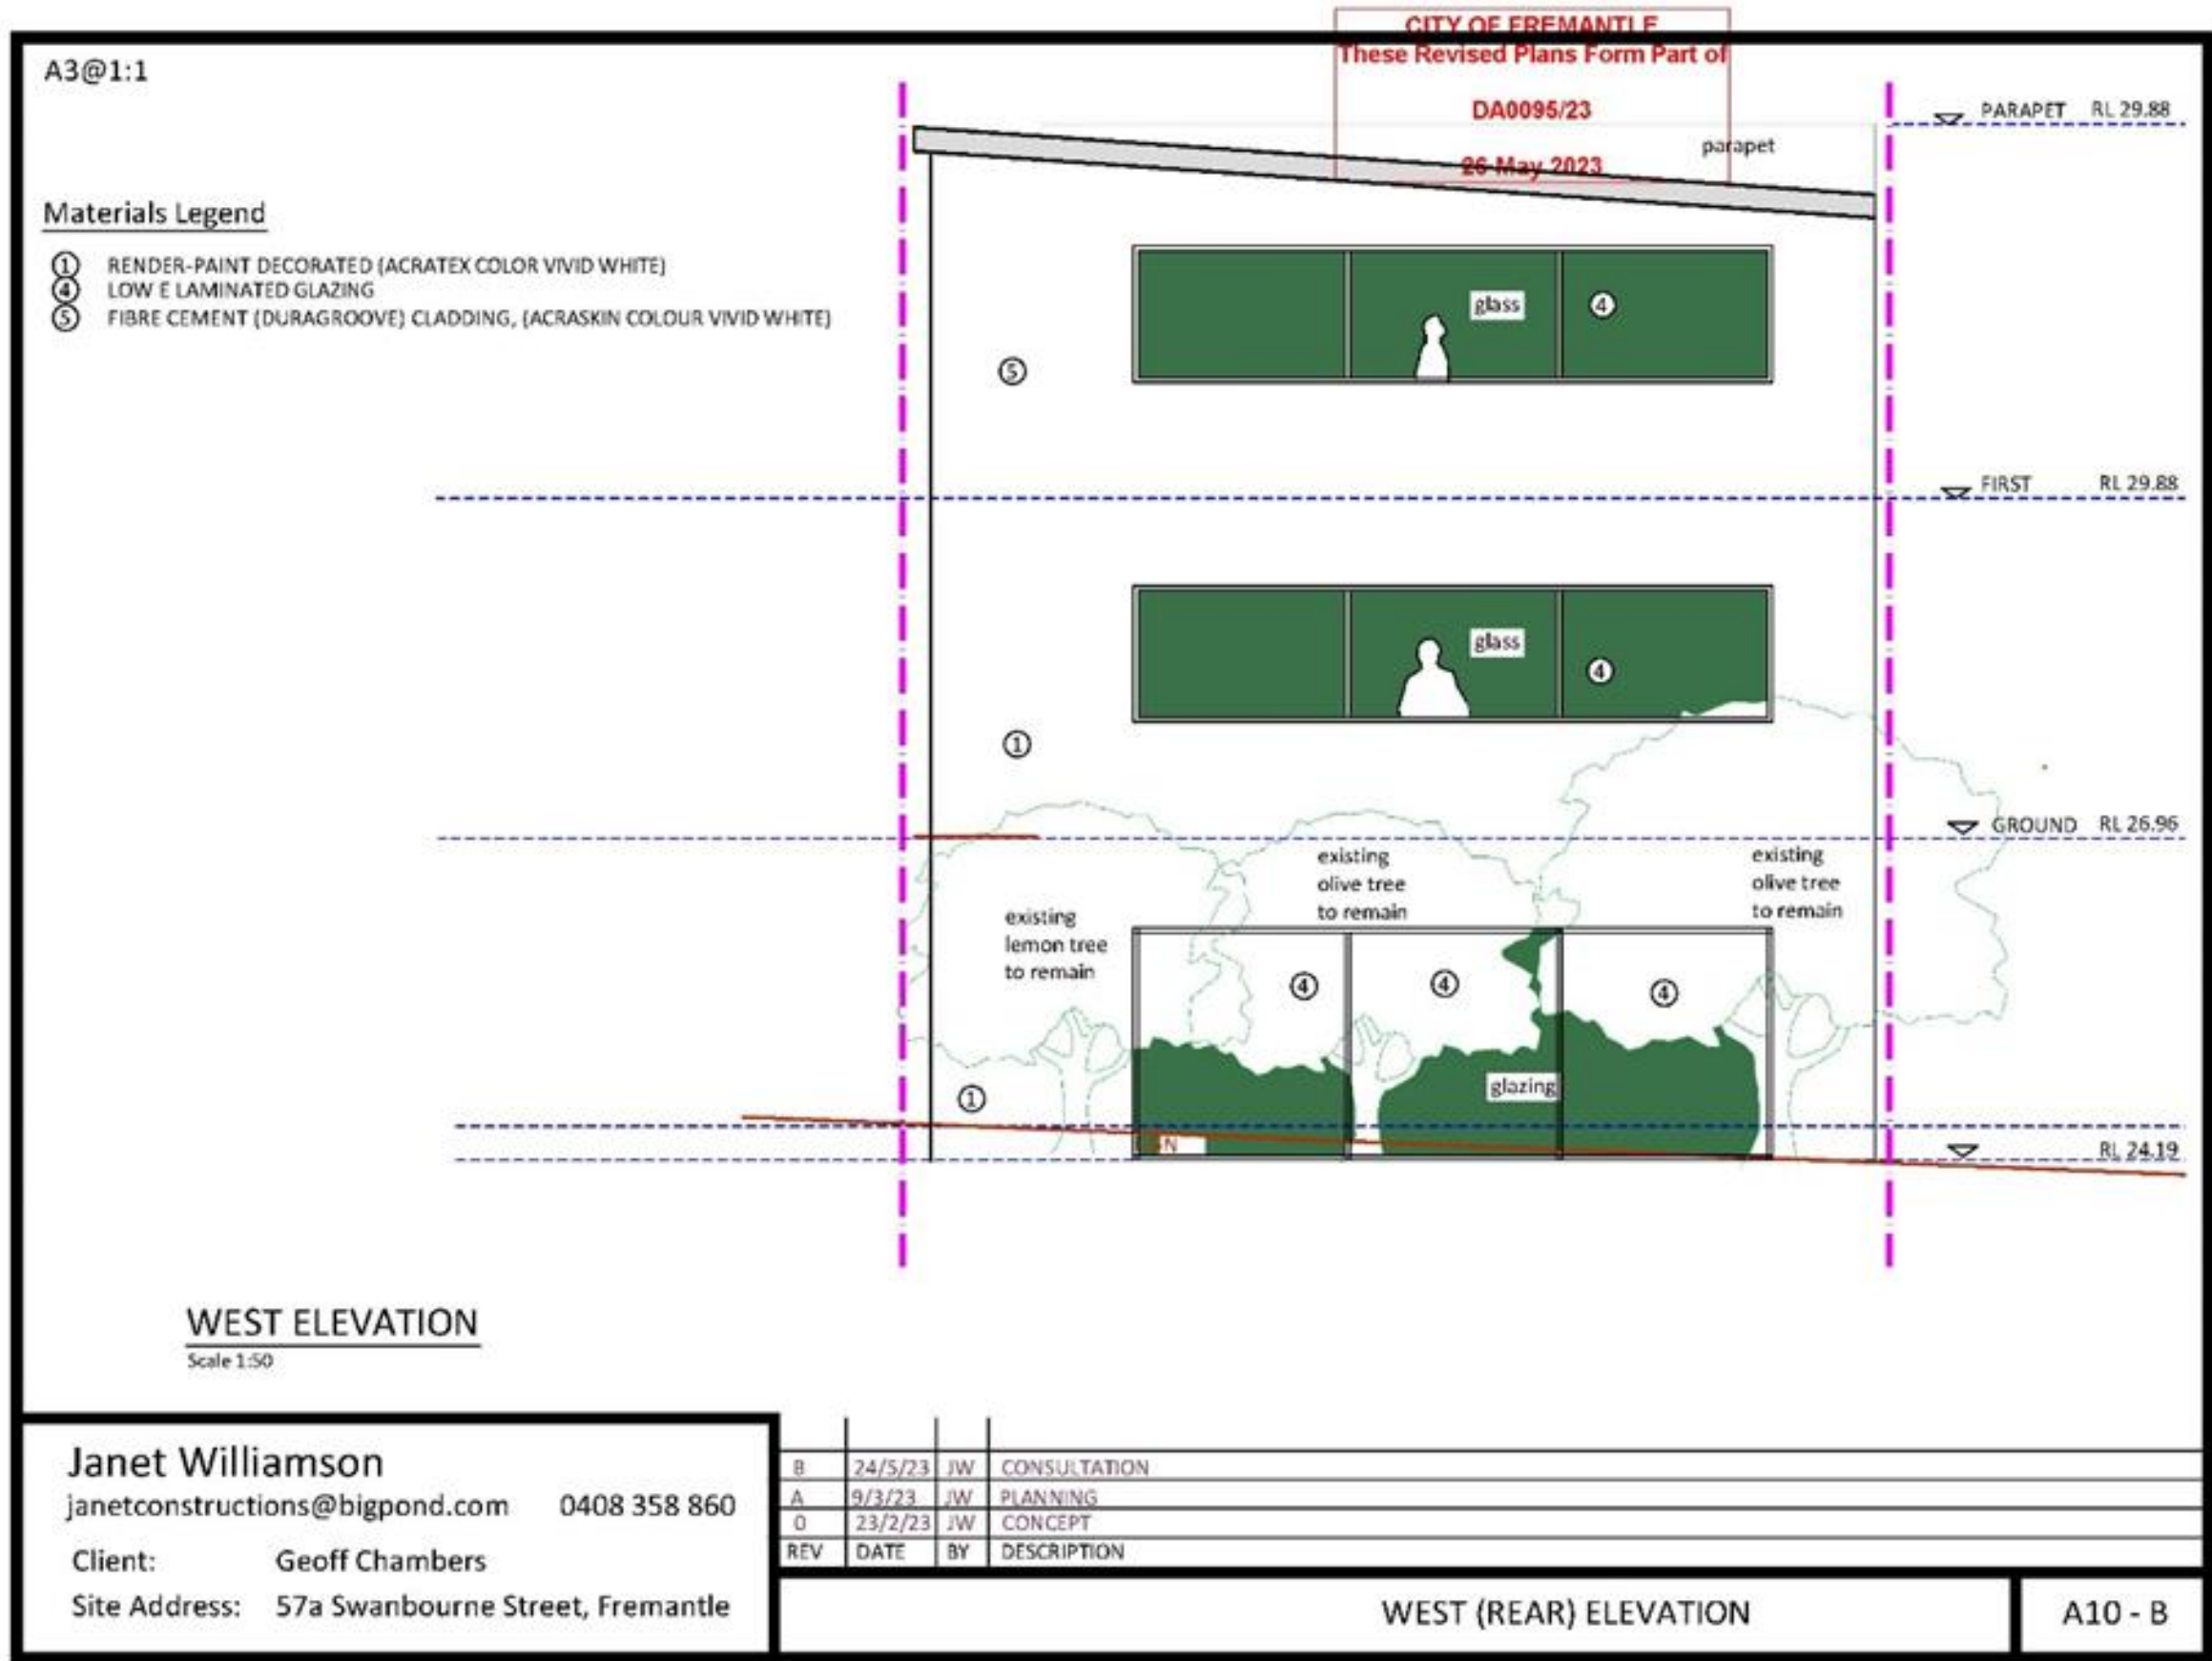 CITY OF FREMANTLE
These Revised Plans Form Part of
DA0095/23
26 May 2023
A3@1:1
PARAPET RL 29.88
parapet
Materials Legend
1 RENDER-PAINT DECORATED (ACRATEX COLOR VIVID WHITE)
4 LOW E LAMINATED GLAZING
5 FIBRE CEMENT (DURAGROOVE) CLADDING, (ACRASKIN COLOUR VIVID WHITE)
glass 4
5
FIRST RL 29.88
glass
4
1
GROUND RL 26.96
existing
lemon tree
to remain
existing
olive tree
to remain
existing
olive tree
to remain
4 4 4
glazing
1
N
RL 24.19
WEST ELEVATION
Scale 1:50
Janet Williamson
janetconstructions@bigpond.com 0408 358 860
Client: Geoff Chambers
Site Address: 57a Swanbourne Street, Fremantle
B 24/5/23 JW CONSULTATION
A 9/3/23 JW PLANNING
0 23/2/23 JW CONCEPT
REV DATE BY DESCRIPTION
WEST (REAR) ELEVATION
A10 - B